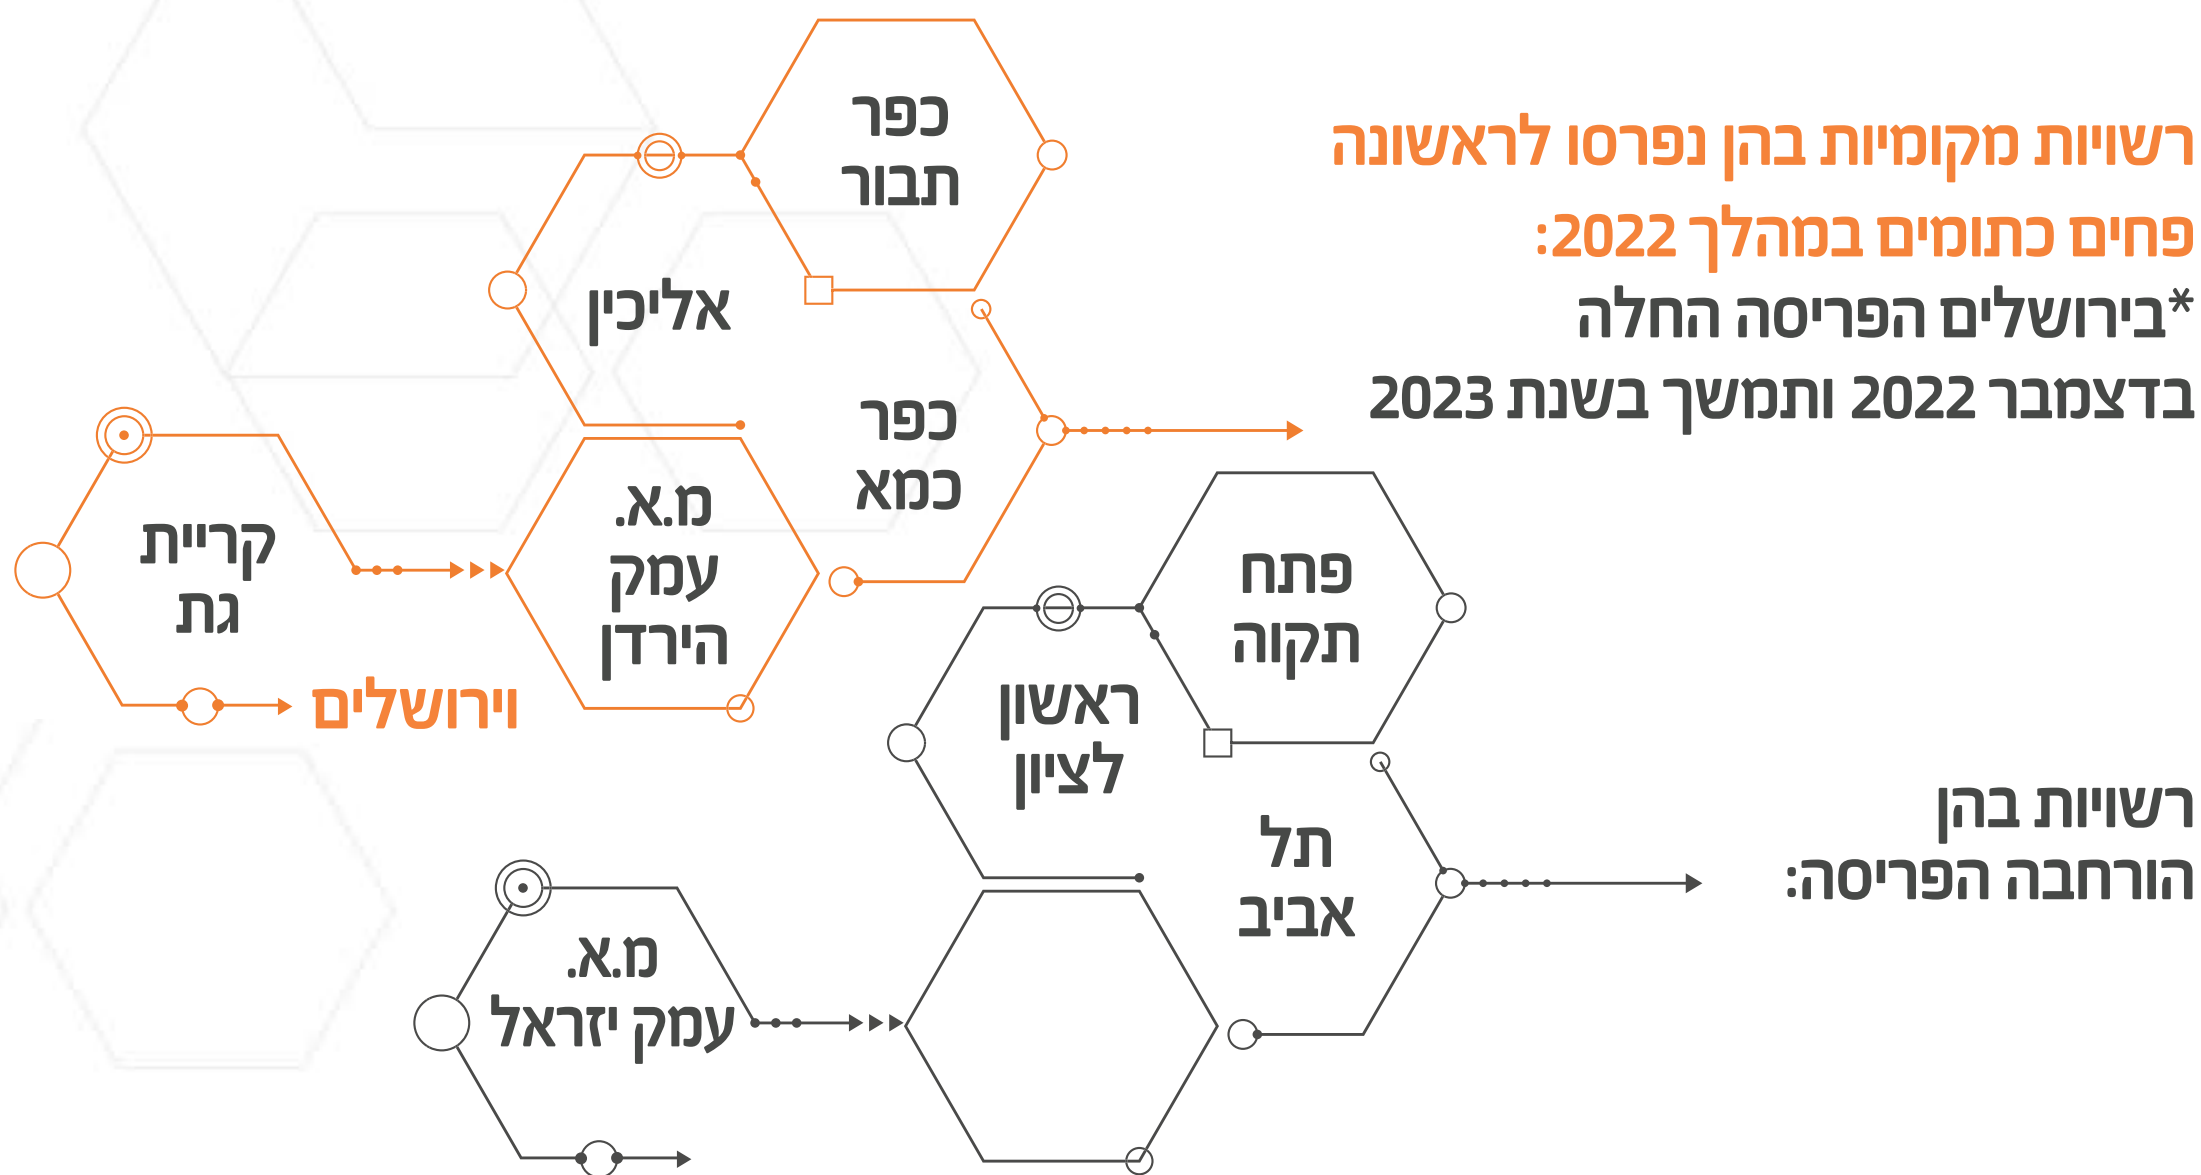 רשויות מקומיות בהן נפרסו לראשונה
פחים כתומים במהלך 2022:
*בירושלים הפריסה החלה
בדצמבר 2022 ותמשך בשנת 2023
כפר
תבור
אליכין
כפר
כמא
מ.א.
עמק
הירדן
קריית
גת
וירושלים
רשויות בהן
הורחבה הפריסה:
פתח
תקוה
ראשון
לציון
תל
אביב
מ.א.
עמק יזראל